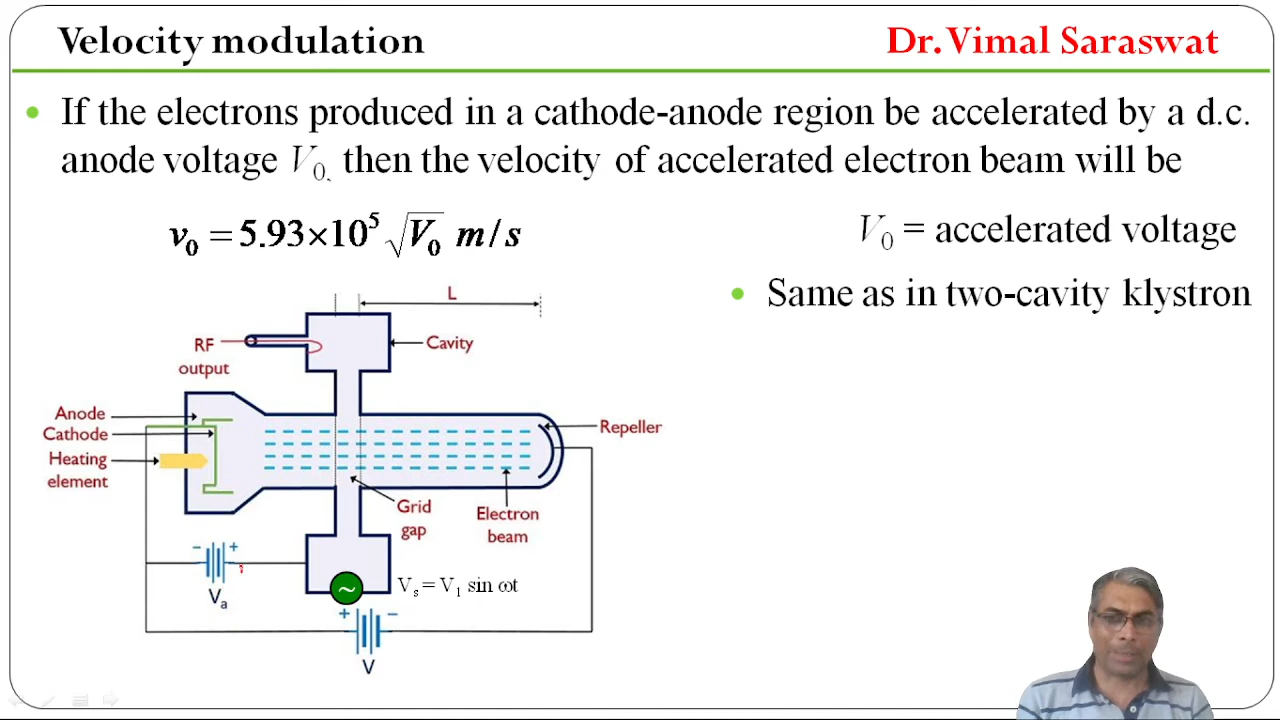 Velocity modulation
Dr. Vimal Saraswat
• If the electrons produced in a cathode-anode region be accelerated by a d.c.
anode voltage V₀, then the velocity of accelerated electron beam will be
v₀ = 5.93×10⁵ √V₀ m/s
V₀ = accelerated voltage
• Same as in two-cavity klystron
L
RF
output
Cavity
Anode
Cathode
Heating
element
Repeller
Grid
gap
Electron
beam
- +
Vₐ
~
Vₛ = V₁ sin ωt
+ -
V